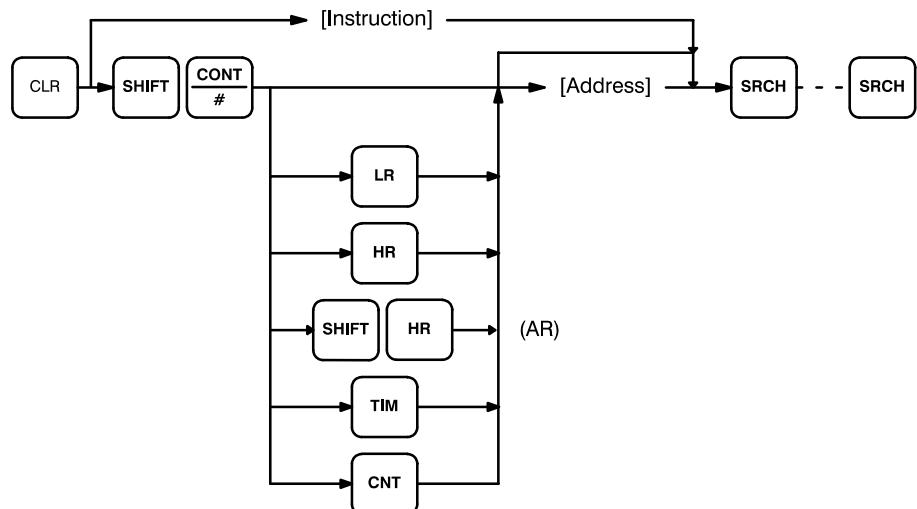 [Instruction]
CLR SHIFT CONT
# [Address] SRCH - - - SRCH
LR
HR
SHIFT HR (AR)
TIM
CNT